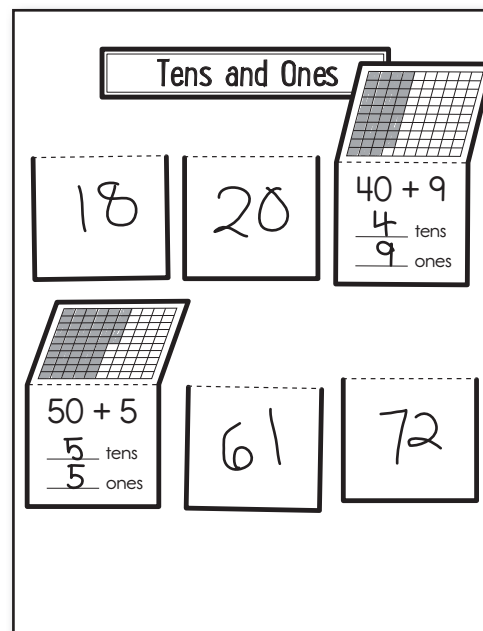 Tens and Ones
18
20
40 + 9
4 tens
9 ones
50 + 5
5 tens
5 ones
61
72